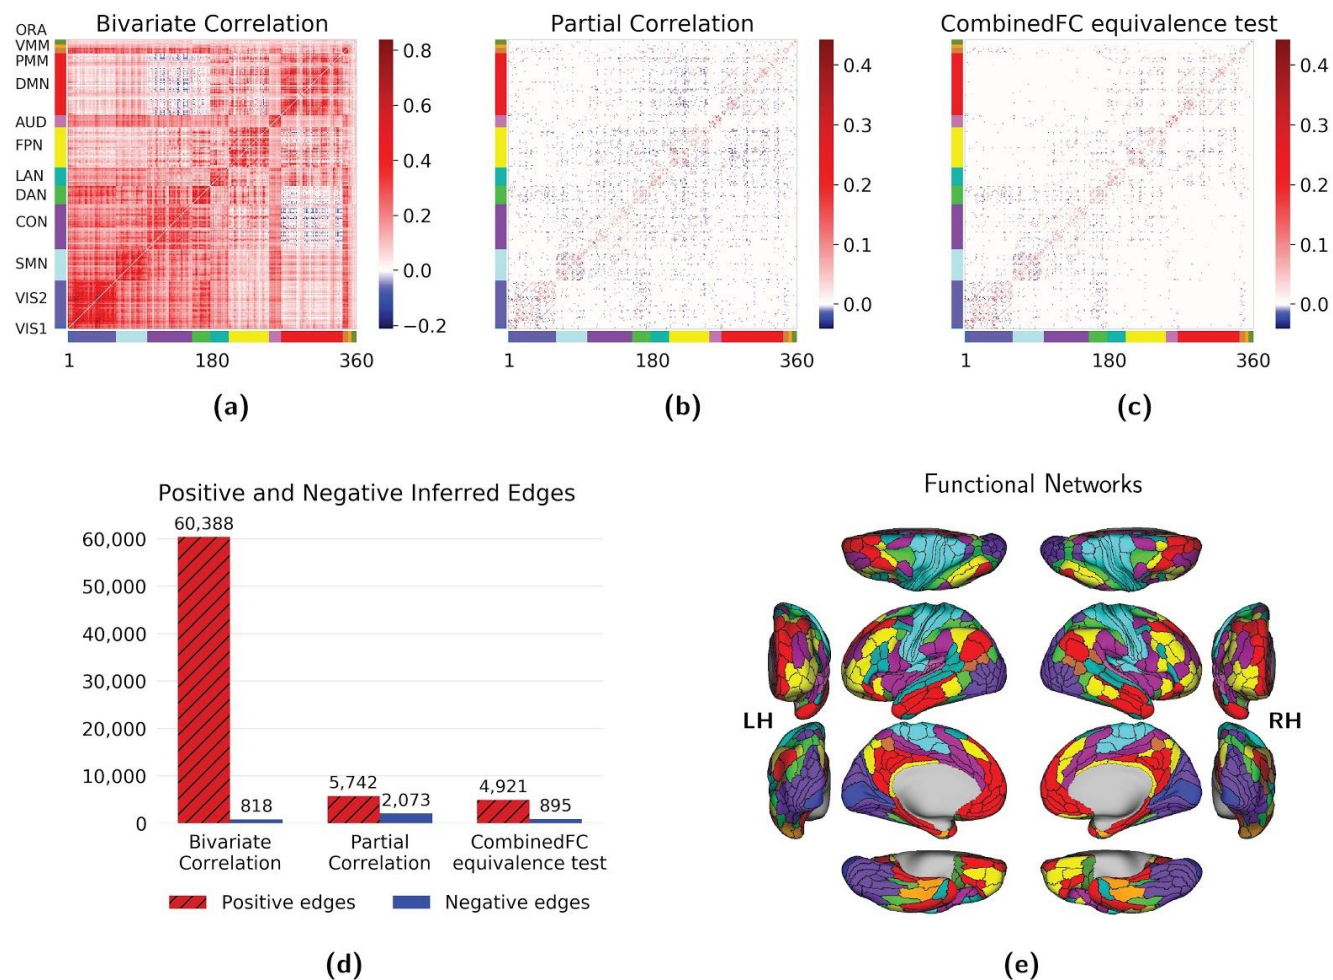 Bivariate Correlation
ORA
VMM
PMM
DMN
AUD
FPN
LAN
DAN
CON
SMN
VIS2
VIS1
0.8
0.6
0.4
0.2
0.0
−0.2
1 180 360
(a)
Partial Correlation
0.4
0.3
0.2
0.1
0.0
1 180 360
(b)
CombinedFC equivalence test
0.4
0.3
0.2
0.1
0.0
1 180 360
(c)
Positive and Negative Inferred Edges
60,388
60,000
50,000
40,000
30,000
20,000
10,000
0
818
5,742
2,073
4,921
895
Bivariate
Correlation
Partial
Correlation
CombinedFC
equivalence test
Positive edges Negative edges
(d)
Functional Networks
LH RH
(e)